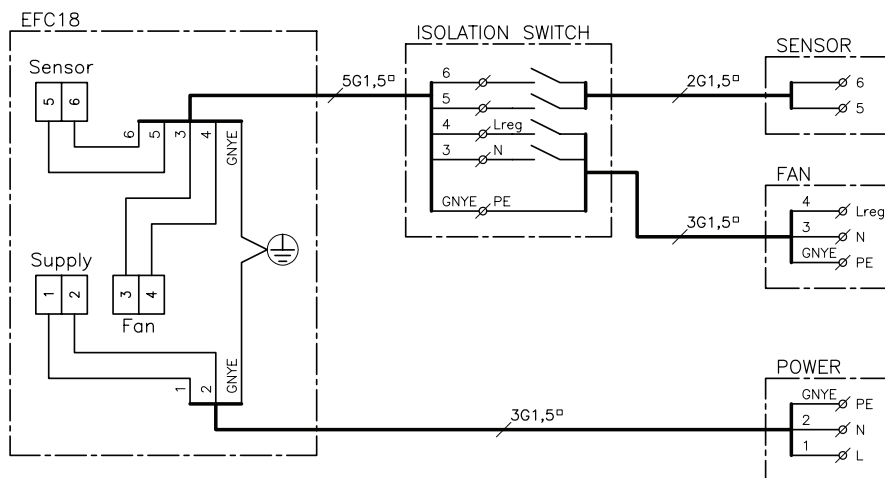 EFC18
Sensor
5 6
6 5 3 4 GNYE
Supply
1 2
3 4
Fan
1 2 GNYE
5G1,5▫
ISOLATION SWITCH
6
5
4 Lreg
3 N
GNYE PE
2G1,5▫
SENSOR
6
5
3G1,5▫
FAN
4 Lreg
3 N
GNYE PE
3G1,5▫
POWER
GNYE PE
2 N
1 L